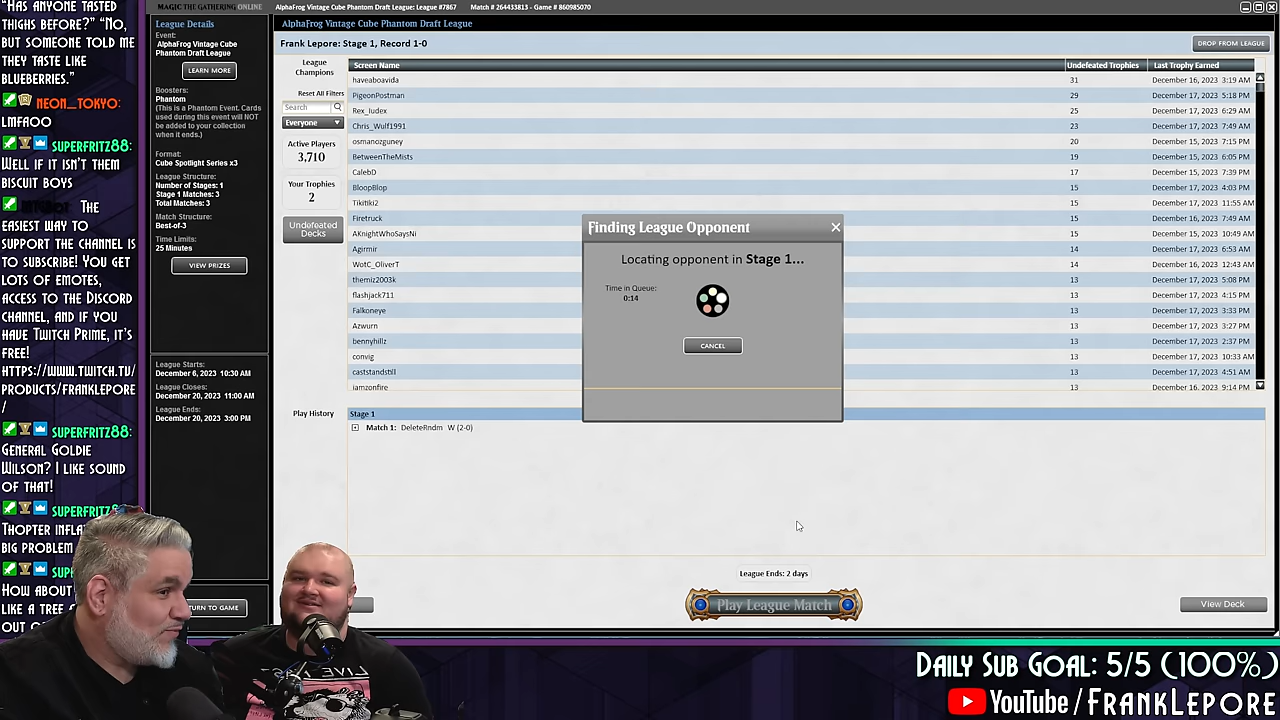 "Has anyone tasted
thighs before?" "No,
but someone told me
they taste like
blueberries."
neon_tokyo:
lmfaoo
superfritz88:
Well if it isn't them
biscuit boys
The
easiest way to
support the channel is
to subscribe! You get
lots of emotes,
access to the Discord
channel, and if you
have Twitch Prime, it's
free!
https://www.twitch.tv/
products/franklepore
/
superfritz88:
General Goldie
Wilson? I like sound
of that!
Thopter
big problem
How about
like a tree
out
MAGIC THE GATHERING ONLINE
AlphaFrog Vintage Cube Phantom Draft League: League #7867
Match # 264433813 - Game # 860985070
League Details
Event:
AlphaFrog Vintage Cube
Phantom Draft League
LEARN MORE
Boosters:
Phantom
(This is a Phantom Event. Cards
used during this event will NOT
be added to your collection
when it ends.)
Format:
Cube Spotlight Series x3
League Structure:
Number of Stages: 1
Stage 1 Matches: 3
Total Matches: 3
Match Structure:
Best-of-3
Time Limits:
25 Minutes
VIEW PRIZES
League Starts:
December 6, 2023 10:30 AM
League Closes:
December 20, 2023 11:00 AM
League Ends:
December 20, 2023 3:00 PM
TURN TO GAME
AlphaFrog Vintage Cube Phantom Draft League
Frank Lepore: Stage 1, Record 1-0
DROP FROM LEAGUE
League
Champions
Reset All Filters
Search
Everyone
Active Players
3,710
Your Trophies
2
Undefeated
Decks
Screen Name Undefeated Trophies Last Trophy Earned
haveaboavida 31 December 16, 2023 3:19 AM
PigeonPostman 29 December 17, 2023 5:18 PM
Rex_Iudex 25 December 17, 2023 6:29 AM
Chris_Wulf1991 23 December 17, 2023 7:49 AM
osmanozguney 20 December 15, 2023 7:15 PM
BetweenTheMists 19 December 15, 2023 6:05 PM
CalebD 17 December 15, 2023 7:39 PM
BloopBlop 15 December 17, 2023 4:03 PM
Tikitiki2 15 December 17, 2023 11:55 AM
Firetruck 15 December 16, 2023 7:49 AM
AKnightWhoSaysNi 15 December 15, 2023 10:49 AM
Agirmir 14 December 17, 2023 6:53 AM
WotC_OliverT 14 December 16, 2023 12:43 AM
themiz2003k 13 December 17, 2023 5:08 PM
flashjack711 13 December 17, 2023 4:15 PM
Falkoneye 13 December 17, 2023 3:33 PM
Azwurn 13 December 17, 2023 3:27 PM
bennyhillz 13 December 17, 2023 2:37 PM
convig 13 December 17, 2023 10:33 AM
caststandstill 13 December 17, 2023 4:51 AM
iamzonfire 13 December 16, 2023 9:14 PM
Finding League Opponent
Locating opponent in Stage 1...
Time in Queue:
0:14
CANCEL
Play History
Stage 1
Match 1: DeleteRndm W (2-0)
League Ends: 2 days
Play League Match
View Deck
Daily Sub Goal: 5/5 (100%)
YouTube/FrankLepore